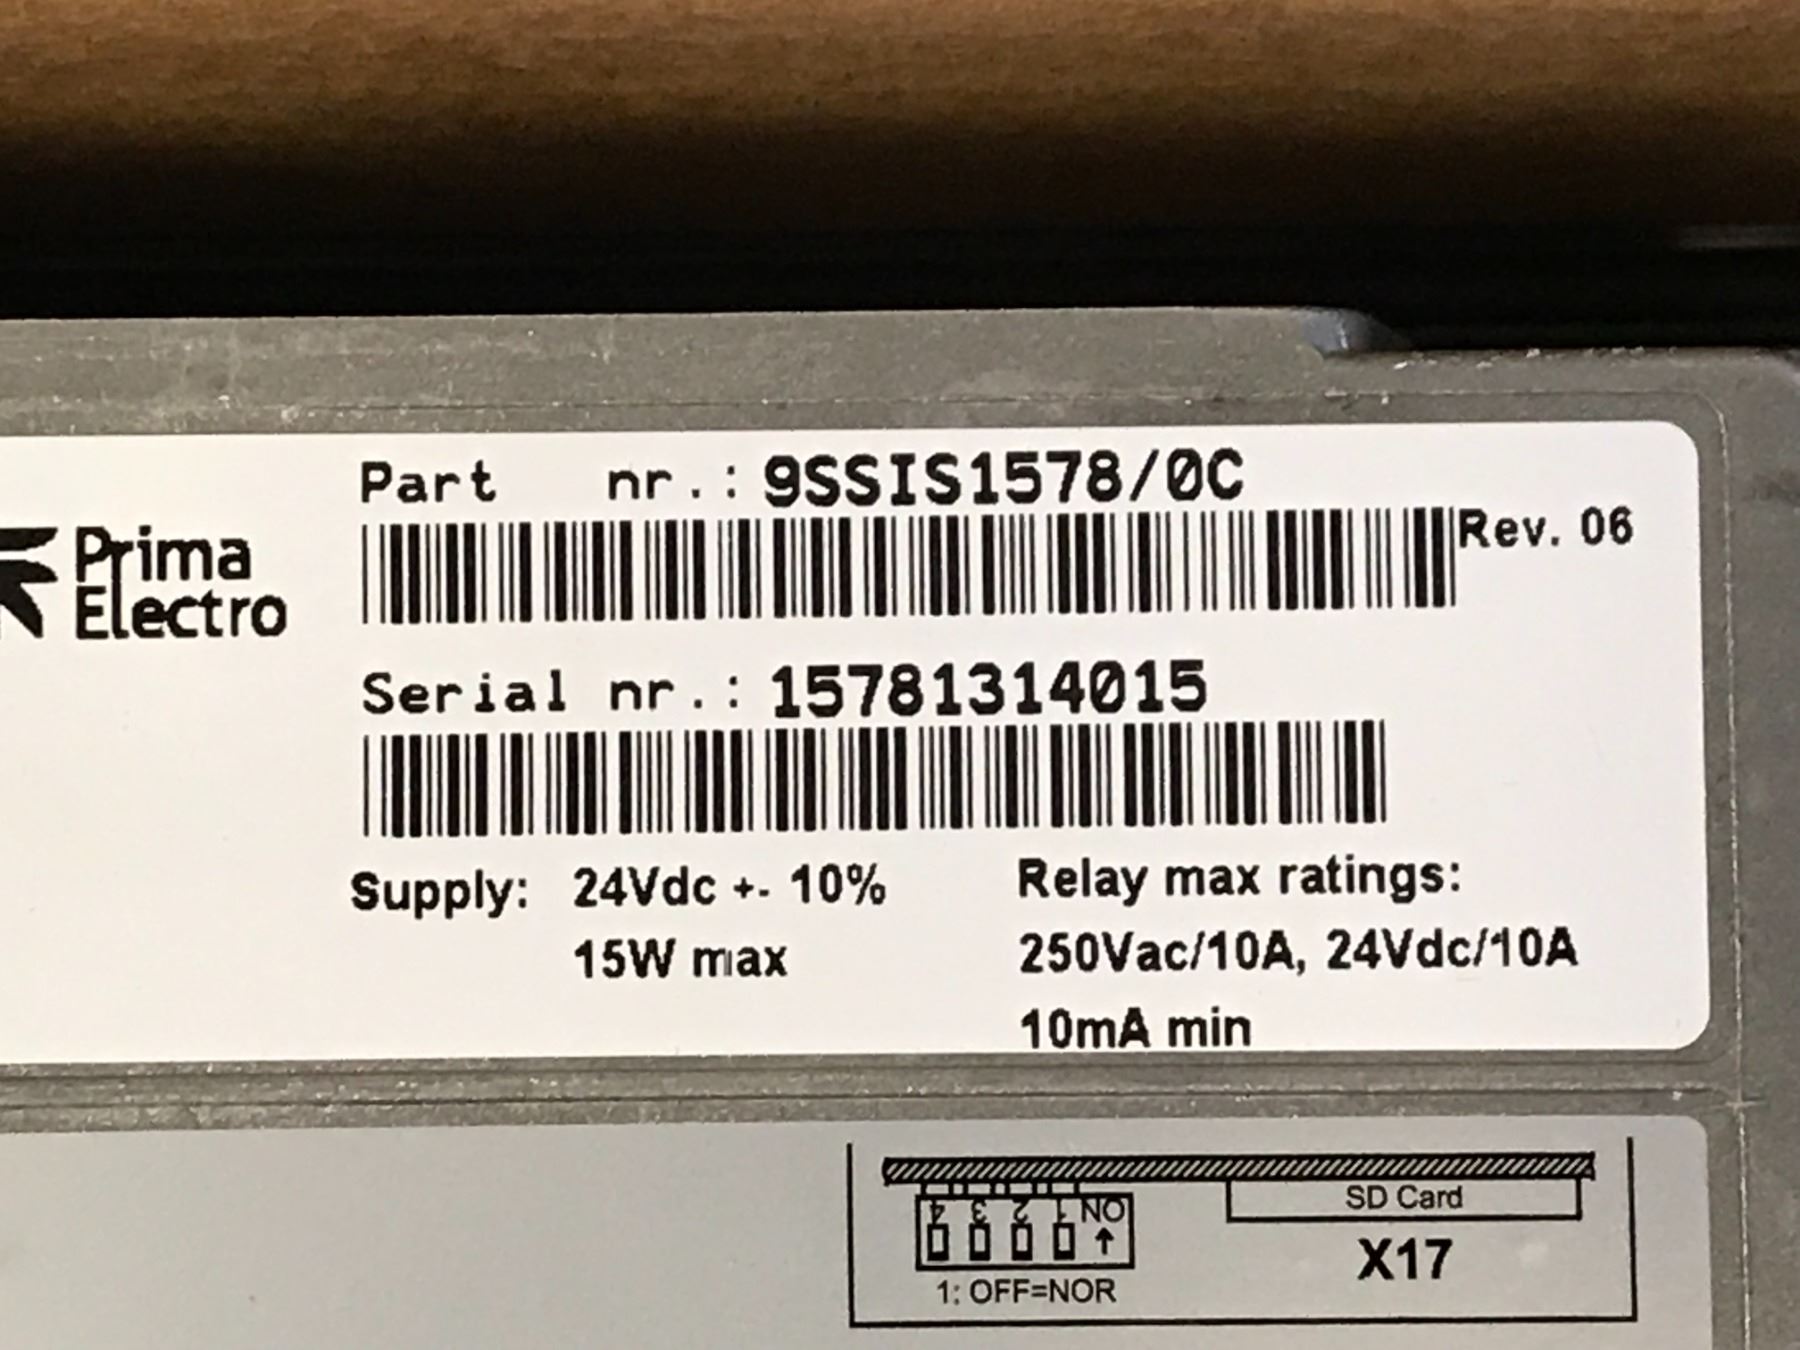 Part nr.: 9SSIS1578/0C
Rev. 06
Prima
Electro
Serial nr.: 15781314015
Supply: 24Vdc +- 10%
15W max
Relay max ratings:
250Vac/10A, 24Vdc/10A
10mA min
4 3 2 1 ON
SD Card
X17
1: OFF=NOR